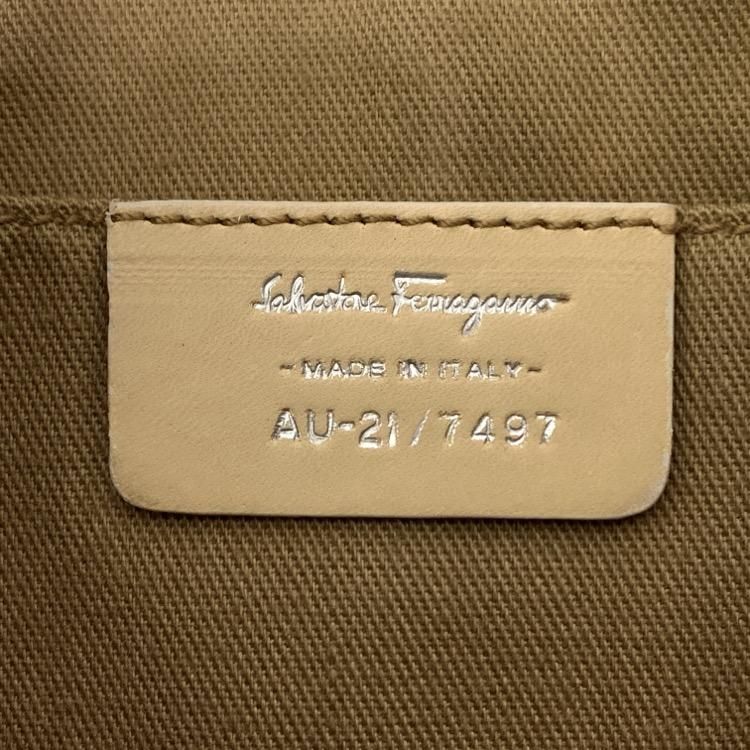 Salvatore Ferragamo
-MADE IN ITALY-
AU-21/7497